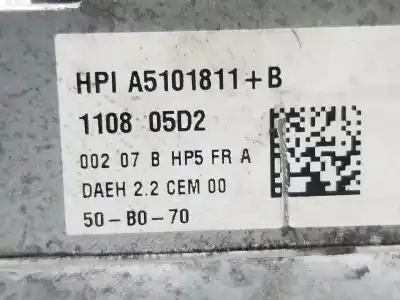 HPI A5101811+B
1108 05D2
002 07 B HP5 FR A
DAEH 2.2 CEM 00
50-B0-70